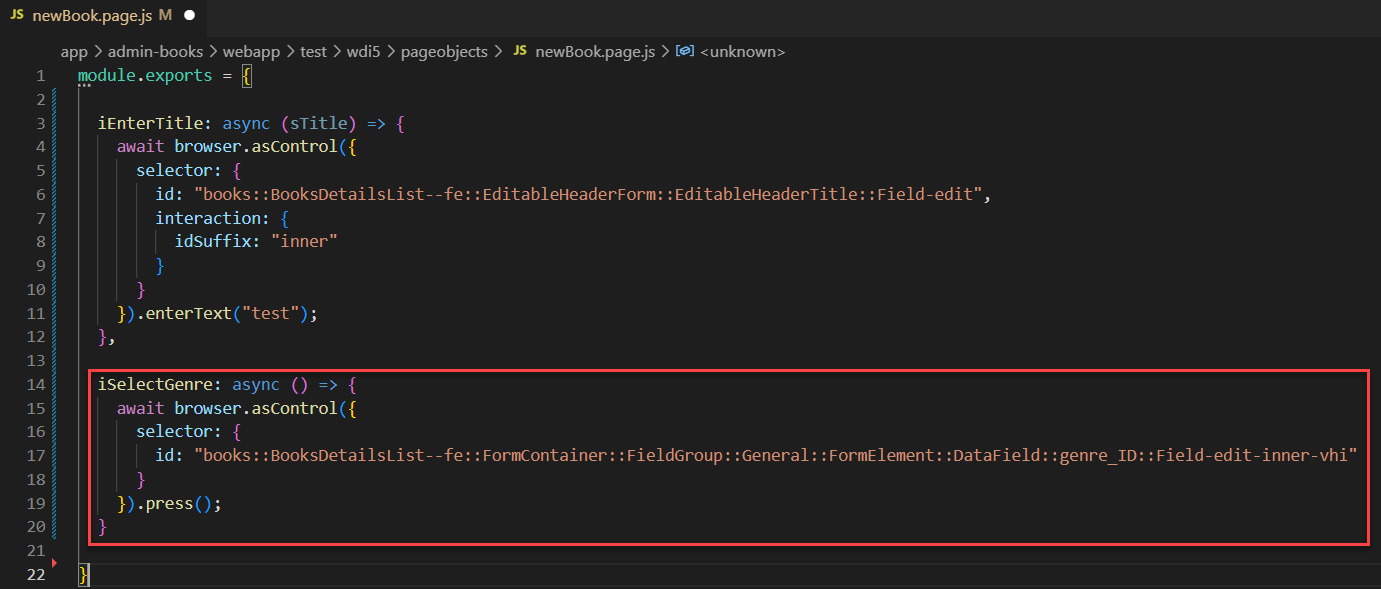 JS newBook.page.js M
app > admin-books > webapp > test > wdi5 > pageobjects > JS newBook.page.js > <unknown>
1 module.exports = {
2
3 iEnterTitle: async (sTitle) => {
4 await browser.asControl({
5 selector: {
6 id: "books::BooksDetailsList--fe::EditableHeaderForm::EditableHeaderTitle::Field-edit",
7 interaction: {
8 idSuffix: "inner"
9 }
10 }
11 }).enterText("test");
12 },
13
14 iSelectGenre: async () => {
15 await browser.asControl({
16 selector: {
17 id: "books::BooksDetailsList--fe::FormContainer::FieldGroup::General::FormElement::DataField::genre_ID::Field-edit-inner-vhi"
18 }
19 }).press();
20 }
21
22 }